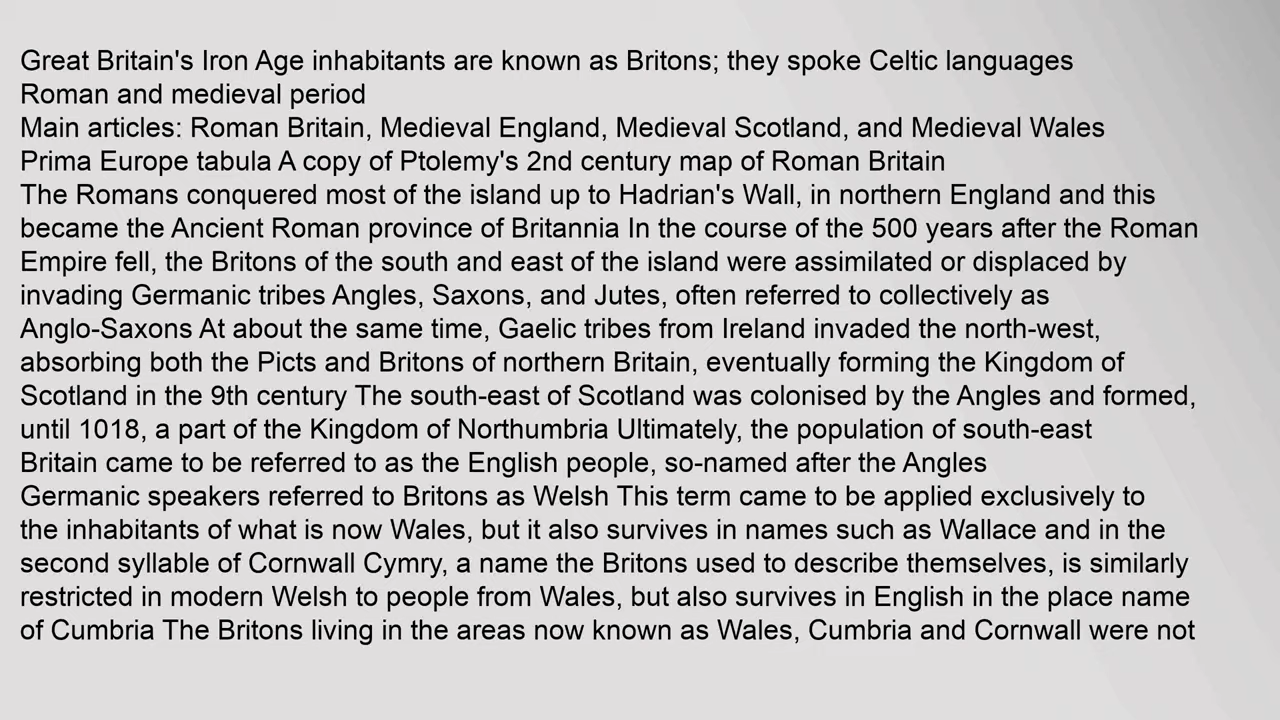 Great Britain's Iron Age inhabitants are known as Britons; they spoke Celtic languages
Roman and medieval period
Main articles: Roman Britain, Medieval England, Medieval Scotland, and Medieval Wales
Prima Europe tabula A copy of Ptolemy's 2nd century map of Roman Britain
The Romans conquered most of the island up to Hadrian's Wall, in northern England and this
became the Ancient Roman province of Britannia In the course of the 500 years after the Roman
Empire fell, the Britons of the south and east of the island were assimilated or displaced by
invading Germanic tribes Angles, Saxons, and Jutes, often referred to collectively as
Anglo-Saxons At about the same time, Gaelic tribes from Ireland invaded the north-west,
absorbing both the Picts and Britons of northern Britain, eventually forming the Kingdom of
Scotland in the 9th century The south-east of Scotland was colonised by the Angles and formed,
until 1018, a part of the Kingdom of Northumbria Ultimately, the population of south-east
Britain came to be referred to as the English people, so-named after the Angles
Germanic speakers referred to Britons as Welsh This term came to be applied exclusively to
the inhabitants of what is now Wales, but it also survives in names such as Wallace and in the
second syllable of Cornwall Cymry, a name the Britons used to describe themselves, is similarly
restricted in modern Welsh to people from Wales, but also survives in English in the place name
of Cumbria The Britons living in the areas now known as Wales, Cumbria and Cornwall were not